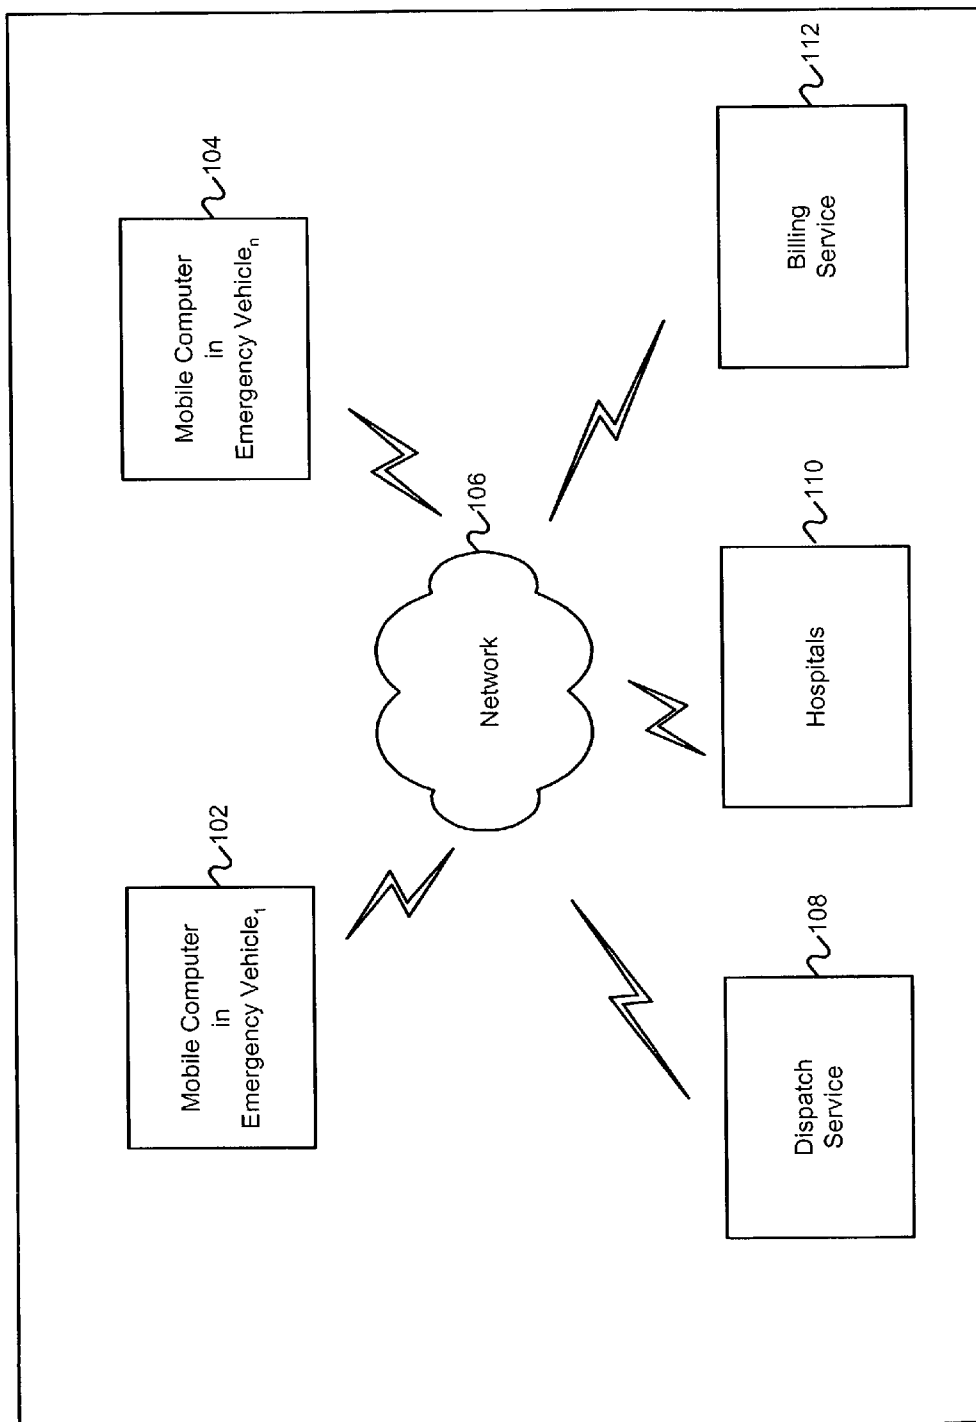 Mobile Computer
in
Emergency Vehicle₁
102
Mobile Computer
in
Emergency Vehicleₙ
104
Network
106
Dispatch
Service
108
Hospitals
110
Billing
Service
112